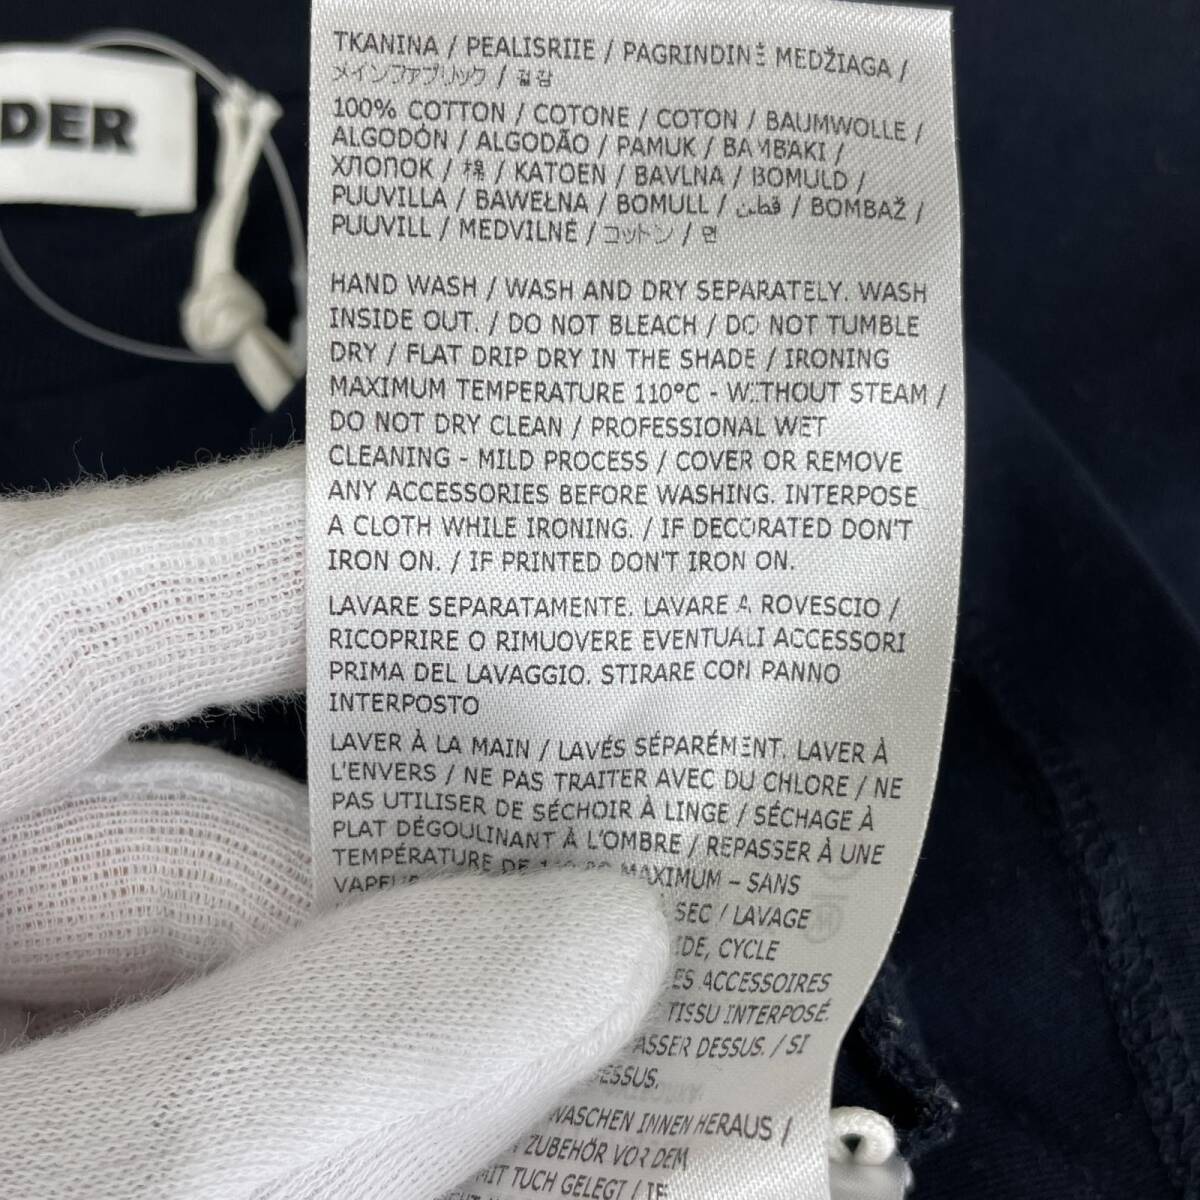 DER
TKANINA / PEALISRIIE / PAGRINDINĖ MEDŽIAGA /
メインファブリック / 겉감
100% COTTON / COTONE / COTON / BAUMWOLLE /
ALGODÓN / ALGODÃO / PAMUK / BAMBAKI /
ХЛОПОК / 棉 / KATOEN / BAVLNA / BOMULD /
PUUVILLA / BAWEŁNA / BOMULL / قطن / BOMBAŽ /
PUUVILL / MEDVILNĖ / コットン / 면
HAND WASH / WASH AND DRY SEPARATELY. WASH
INSIDE OUT. / DO NOT BLEACH / DO NOT TUMBLE
DRY / FLAT DRIP DRY IN THE SHADE / IRONING
MAXIMUM TEMPERATURE 110°C - WITHOUT STEAM /
DO NOT DRY CLEAN / PROFESSIONAL WET
CLEANING - MILD PROCESS / COVER OR REMOVE
ANY ACCESSORIES BEFORE WASHING. INTERPOSE
A CLOTH WHILE IRONING. / IF DECORATED DON'T
IRON ON. / IF PRINTED DON'T IRON ON.
LAVARE SEPARATAMENTE. LAVARE A ROVESCIO /
RICOPRIRE O RIMUOVERE EVENTUALI ACCESSORI
PRIMA DEL LAVAGGIO. STIRARE CON PANNO
INTERPOSTO
LAVER À LA MAIN / LAVÉS SÉPARÉMENT. LAVER À
L'ENVERS / NE PAS TRAITER AVEC DU CHLORE / NE
PAS UTILISER DE SÉCHOIR À LINGE / SÉCHAGE À
PLAT DÉGOULINANT À L'OMBRE / REPASSER À UNE
TEMPÉRATURE DE MAXIMUM – SANS
SEC / LAVAGE
IDE, CYCLE
ES ACCESSOIRES
TISSU INTERPOSÉ.
ASSER DESSUS. / SI
ESSUS.
WASCHEN INNEN HERAUS /
ZUBEHÖR VOR DEM
MIT TUCH GELEGT / IF